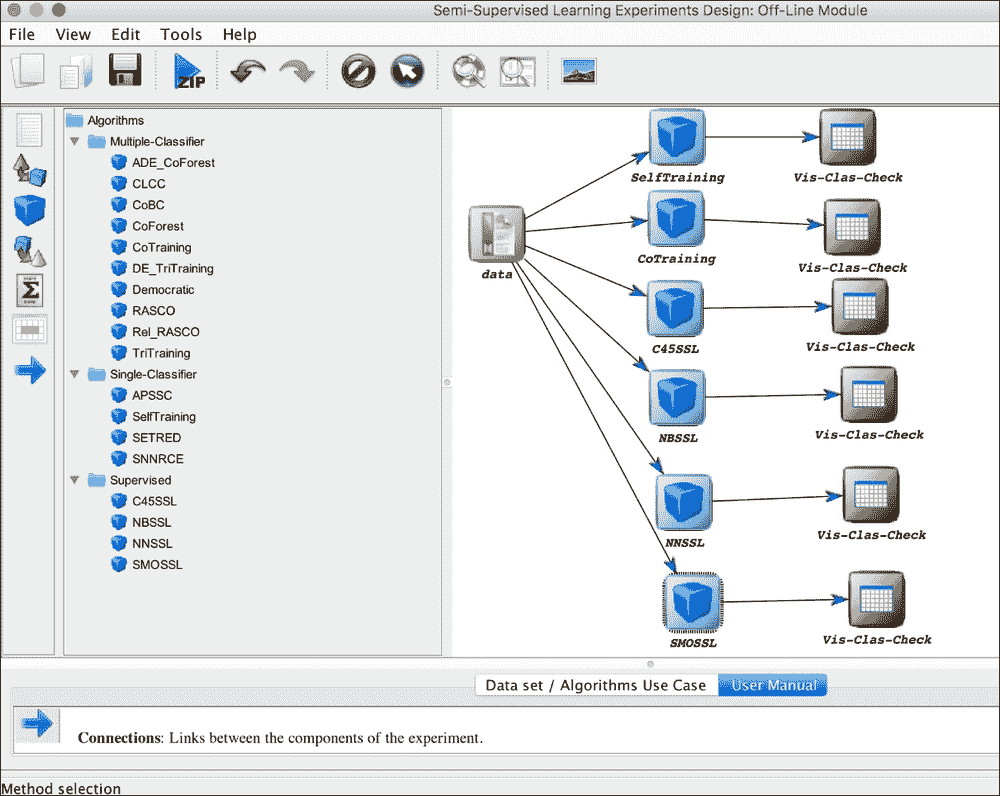 Semi-Supervised Learning Experiments Design: Off-Line Module
File View Edit Tools Help
ZIP
Algorithms
Multiple-Classifier
ADE_CoForest
CLCC
CoBC
CoForest
CoTraining
DE_TriTraining
Democratic
RASCO
Rel_RASCO
TriTraining
Single-Classifier
APSSC
SelfTraining
SETRED
SNNRCE
Supervised
C45SSL
NBSSL
NNSSL
SMOSSL
data
SelfTraining
Vis-Clas-Check
CoTraining
Vis-Clas-Check
C45SSL
Vis-Clas-Check
NBSSL
Vis-Clas-Check
NNSSL
Vis-Clas-Check
SMOSSL
Vis-Clas-Check
Data set / Algorithms Use Case
User Manual
Connections: Links between the components of the experiment.
Method selection